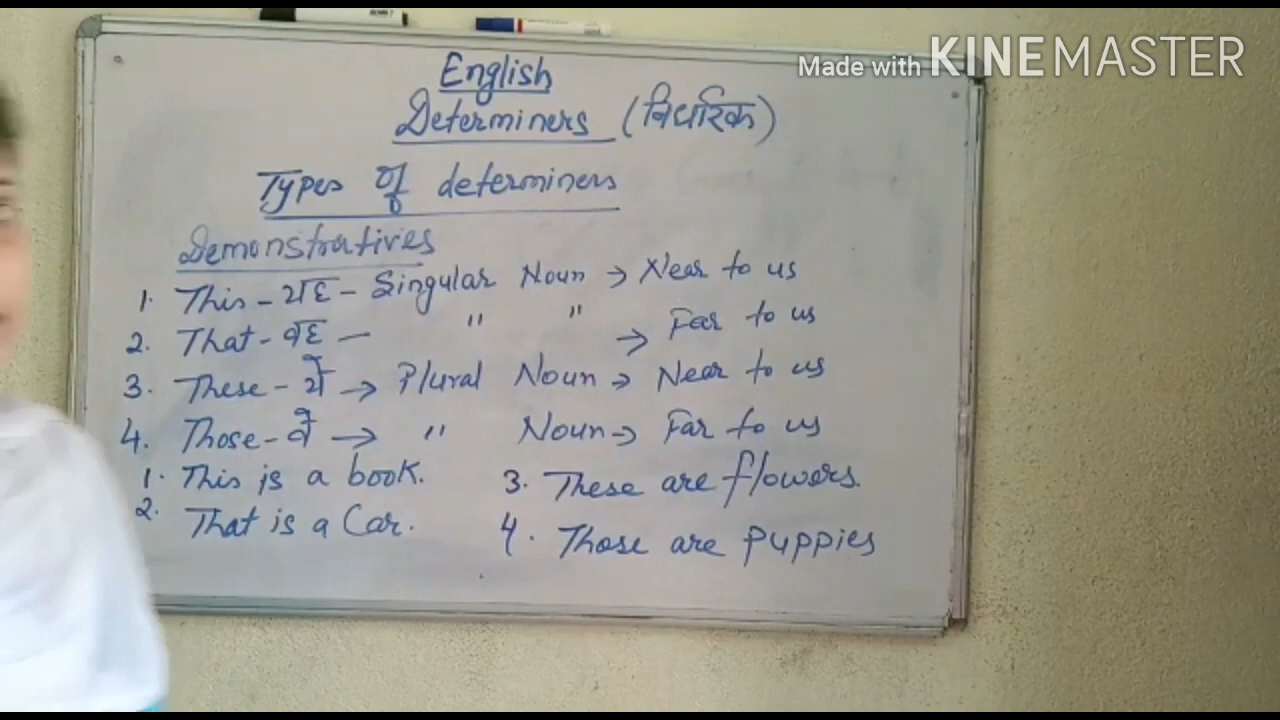 Made with KINEMASTER
English
Determiners (निर्धारक)
Types of determiners
Demonstratives
1. This - यह - Singular Noun → Near to us
2. That - वह - " " → Far to us
3. These - ये → Plural Noun → Near to us
4. Those - वे → " Noun → Far to us
1. This is a book. 3. These are flowers.
2. That is a Car. 4. Those are puppies